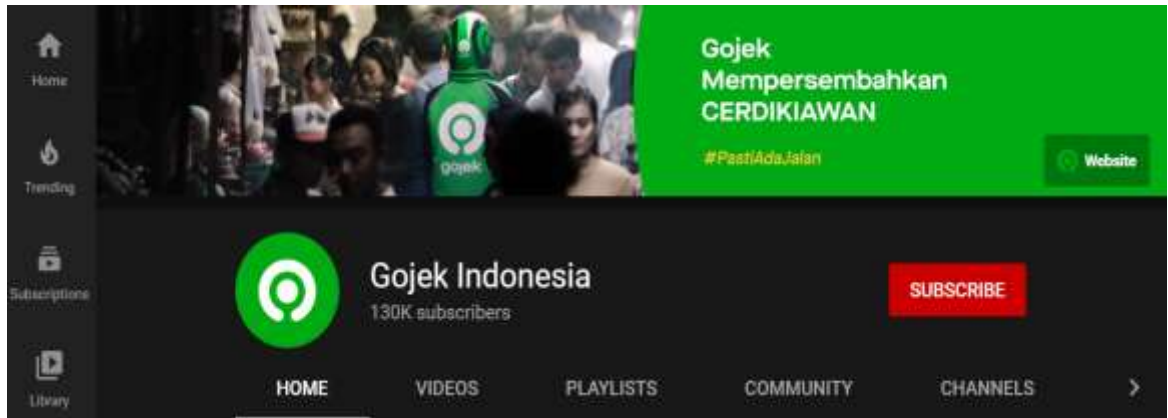 Home
Trending
Subscriptions
Library
gojek
Gojek
Mempersembahkan
CERDIKIAWAN
#PastiAdaJalan
Website
Gojek Indonesia
130K subscribers
SUBSCRIBE
HOME VIDEOS PLAYLISTS COMMUNITY CHANNELS